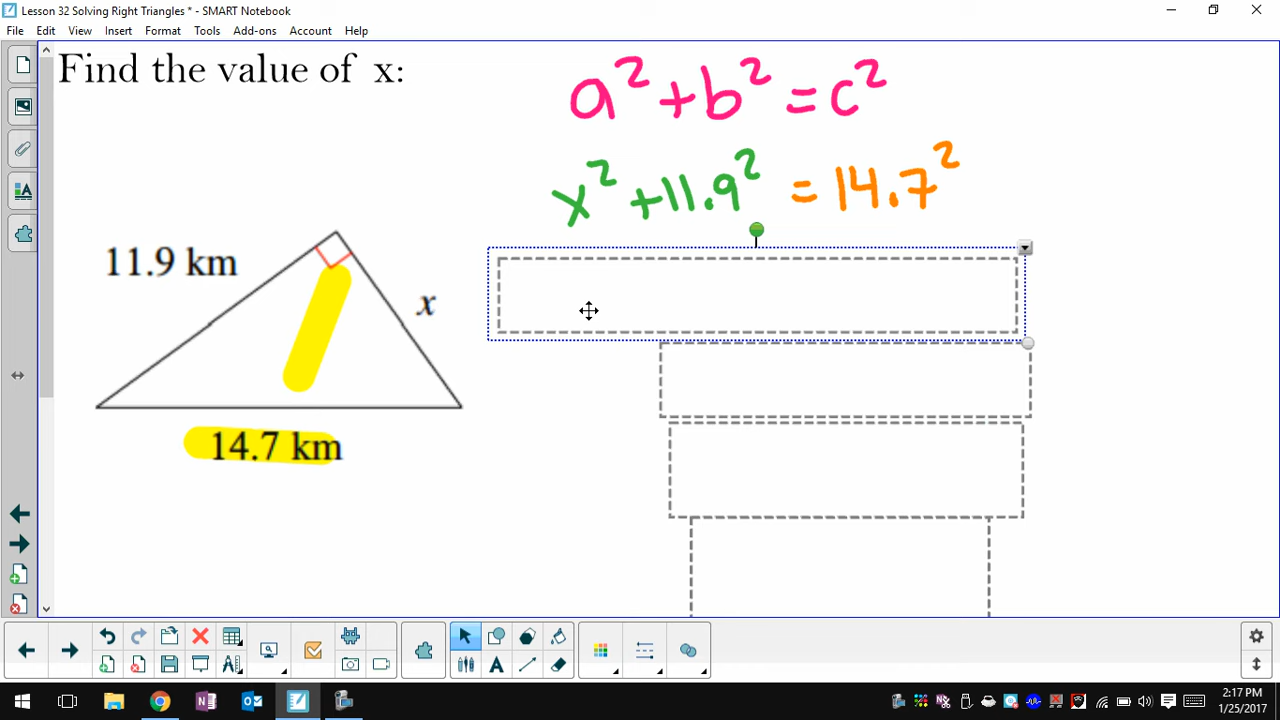 Lesson 32 Solving Right Triangles * - SMART Notebook
File Edit View Insert Format Tools Add-ons Account Help
Find the value of x:
a² + b² = c²
x² + 11.9² = 14.7²
11.9 km
x
14.7 km
2:17 PM
1/25/2017